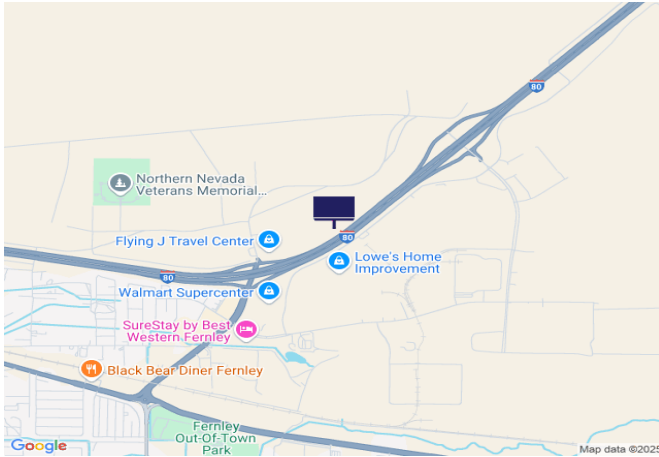 80
Northern Nevada
Veterans Memorial...
Flying J Travel Center
80
Lowe's Home
Improvement
80
Walmart Supercenter
SureStay by Best
Western Fernley
Black Bear Diner Fernley
Fernley
Out-Of-Town
Park
Google
Map data ©2025